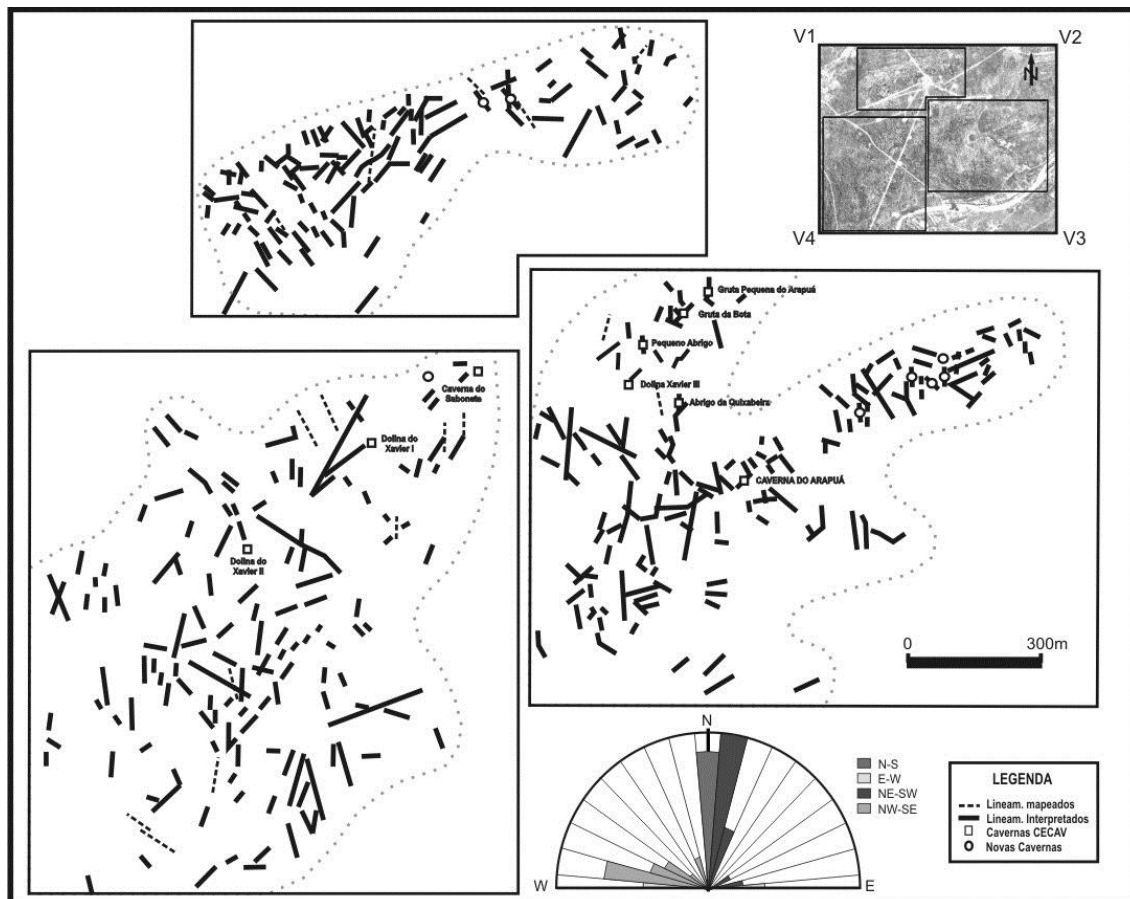 V1
V2
N
V4
V3
Gruta Pequena do Arapuá
Gruta da Bota
Pequeno Abrigo
Dolina Xavier III
Abrigo da Quixabeira
CAVERNA DO ARAPUÁ
0
300m
Caverna do
Sabonete
Dolina do
Xavier I
Dolina do
Xavier II
N
W
E
N-S
E-W
NE-SW
NW-SE
LEGENDA
Lineam. mapeados
Lineam. Interpretados
Cavernas CECAV
Novas Cavernas